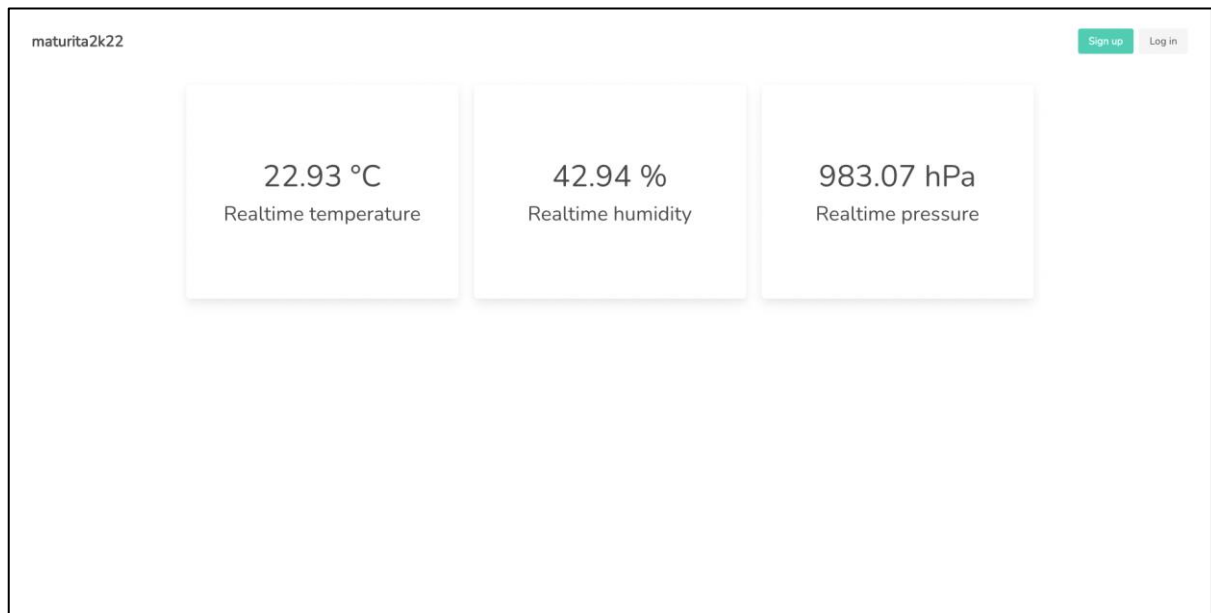 maturita2k22
Sign up
Log in
22.93 °C
Realtime temperature
42.94 %
Realtime humidity
983.07 hPa
Realtime pressure